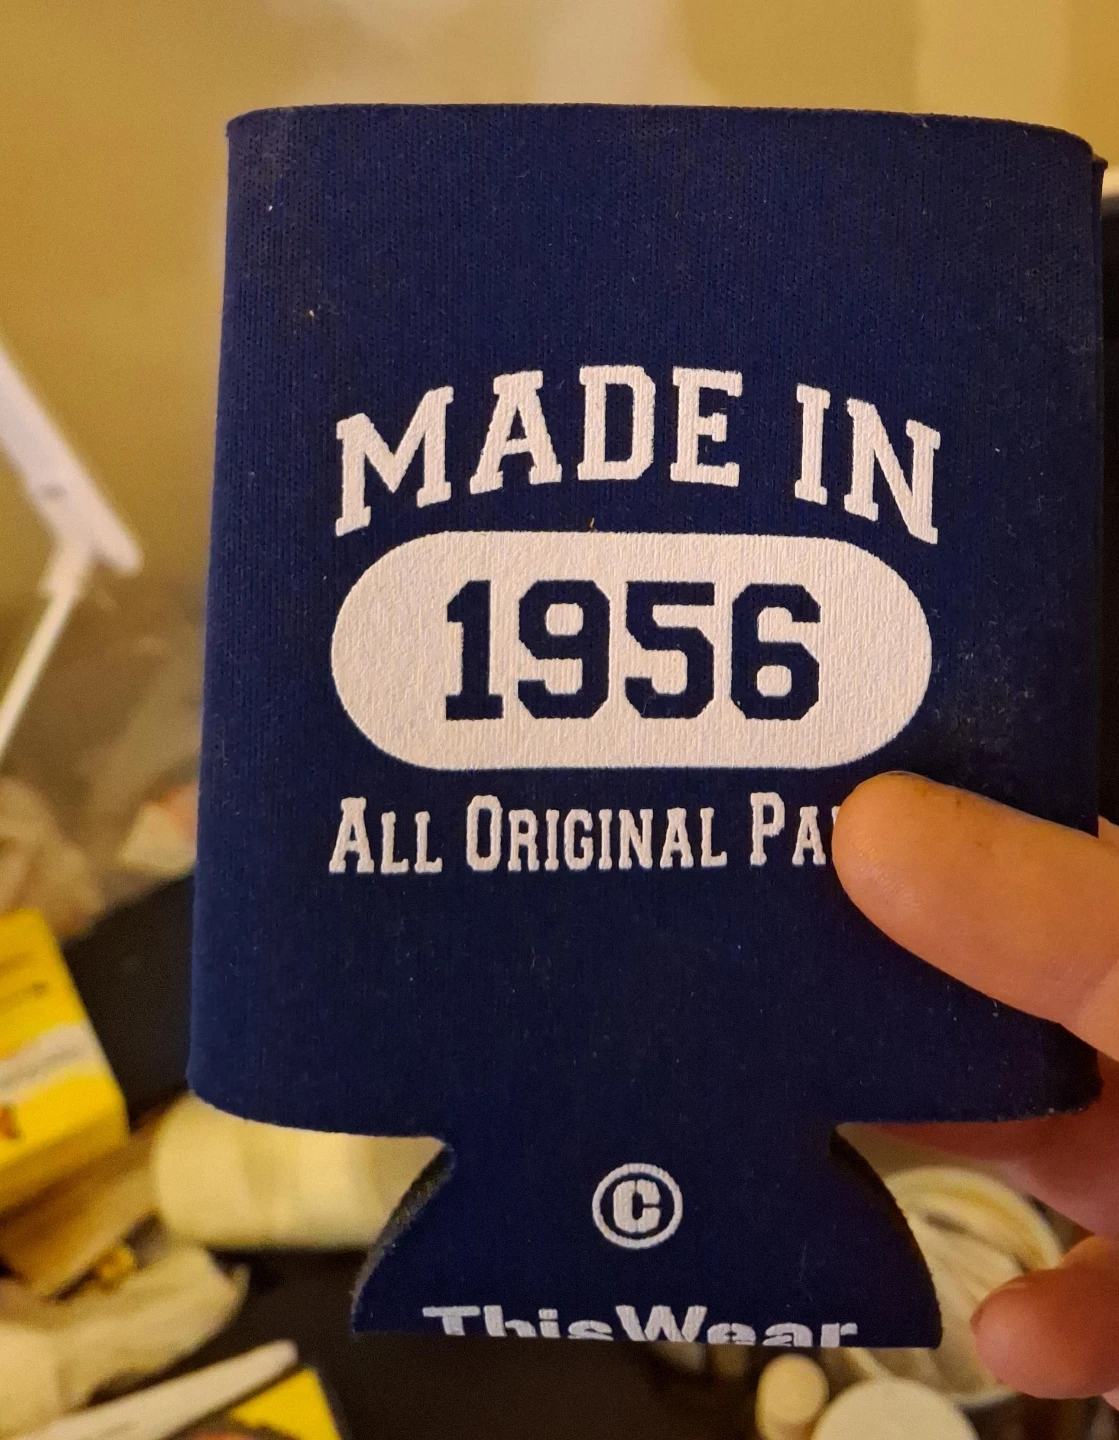 MADE IN
1956
ALL ORIGINAL
©
ThisWear